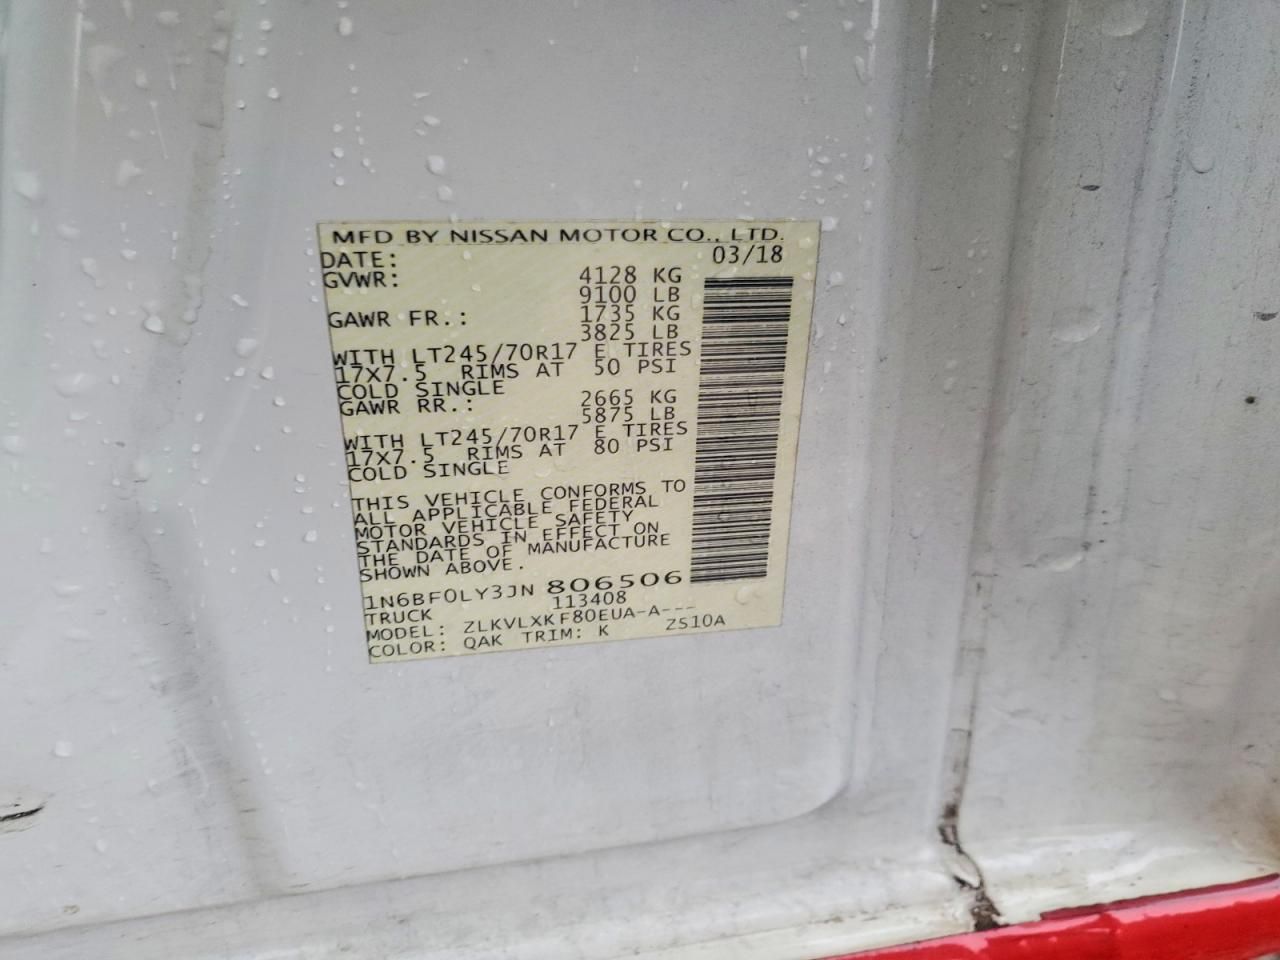 MFD BY NISSAN MOTOR CO., LTD.
DATE: 03/18
GVWR: 4128 KG
9100 LB
GAWR FR.: 1735 KG
3825 LB
WITH LT245/70R17 E TIRES
17X7.5 RIMS AT 50 PSI
COLD SINGLE
GAWR RR.: 2665 KG
5875 LB
WITH LT245/70R17 E TIRES
17X7.5 RIMS AT 80 PSI
COLD SINGLE
THIS VEHICLE CONFORMS TO
ALL APPLICABLE FEDERAL
MOTOR VEHICLE SAFETY
STANDARDS IN EFFECT ON
THE DATE OF MANUFACTURE
SHOWN ABOVE.
1N6BF0LY3JN 806506
TRUCK 113408
MODEL: ZLKVLXKF80EUA-A---
COLOR: QAK TRIM: K ZS10A